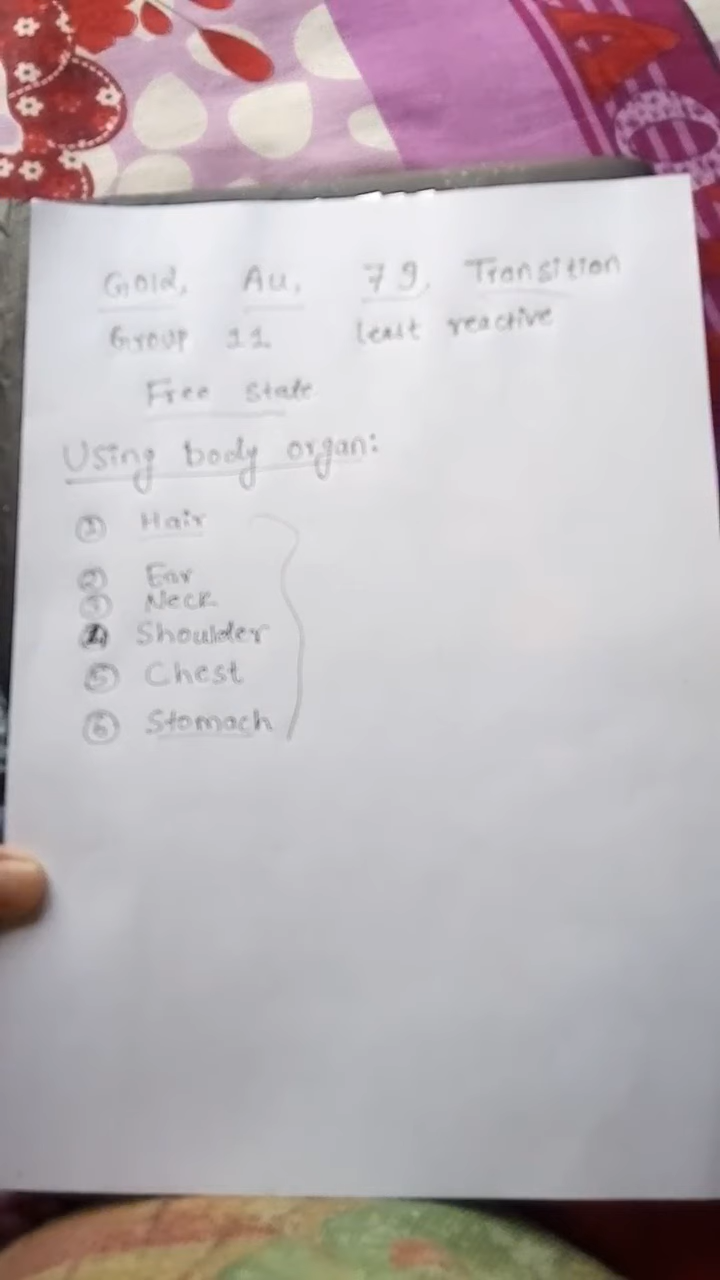 Gold, Au, 79, Transition
Group 11 least reactive
Free state
Using body organ:
① Hair
② Ear
③ Neck
④ Shoulder
⑤ Chest
⑥ Stomach